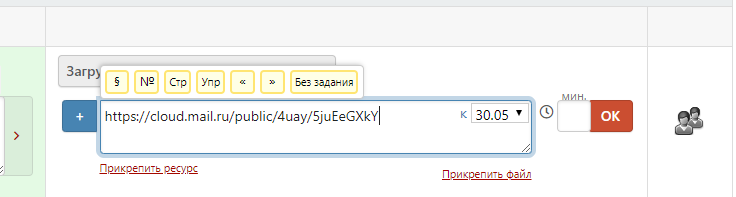 Загру
§ № Стр Упр « » Без задания
мин.
+ https://cloud.mail.ru/public/4uay/5juEeGXkY К 30.05 ОК
Прикрепить ресурс
Прикрепить файл